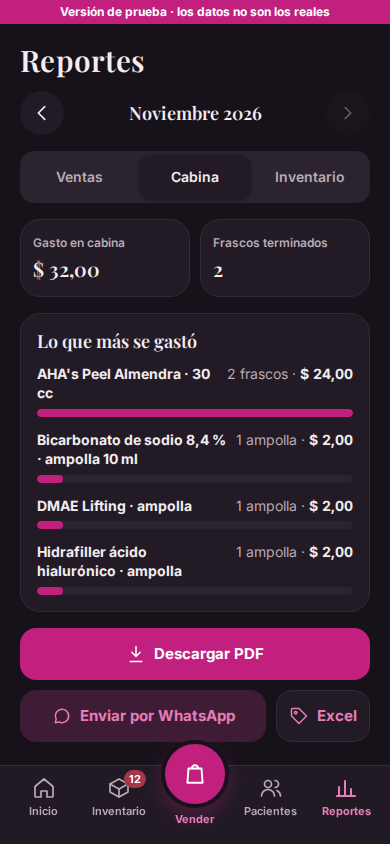 Versión de prueba · los datos no son los reales
Reportes
Noviembre 2026
Ventas
Cabina
Inventario
Gasto en cabina
$ 32,00
Frascos terminados
2
Lo que más se gastó
AHA's Peel Almendra · 30 cc
2 frascos · $ 24,00
Bicarbonato de sodio 8,4 % · ampolla 10 ml
1 ampolla · $ 2,00
DMAE Lifting · ampolla
1 ampolla · $ 2,00
Hidrafiller ácido hialurónico · ampolla
1 ampolla · $ 2,00
Descargar PDF
Enviar por WhatsApp
Excel
12
Inicio
Inventario
Vender
Pacientes
Reportes